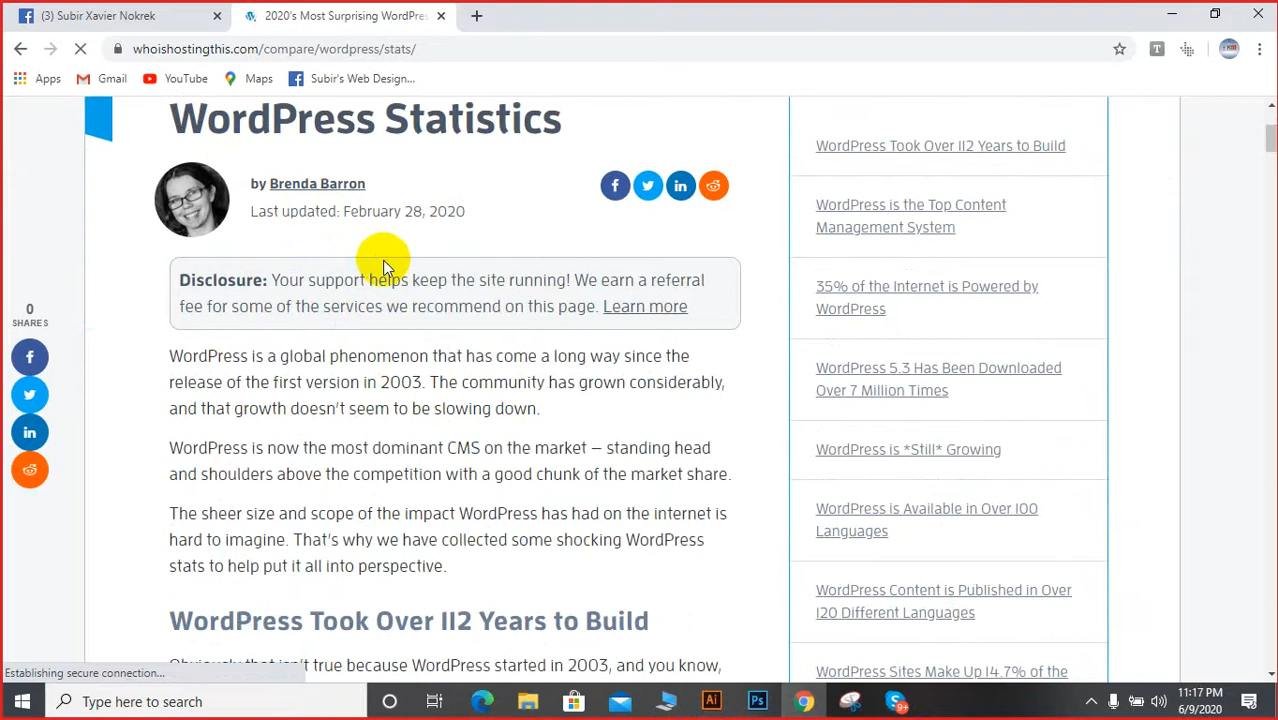 (3) Subir Xavier Nokrek
2020's Most Surprising WordPres
whoishostingthis.com/compare/wordpress/stats/
Apps
Gmail
YouTube
Maps
Subir's Web Design...
WordPress Statistics
by Brenda Barron
Last updated: February 28, 2020
Disclosure: Your support helps keep the site running! We earn a referral
fee for some of the services we recommend on this page. Learn more
0
SHARES
WordPress is a global phenomenon that has come a long way since the
release of the first version in 2003. The community has grown considerably,
and that growth doesn't seem to be slowing down.
WordPress is now the most dominant CMS on the market – standing head
and shoulders above the competition with a good chunk of the market share.
The sheer size and scope of the impact WordPress has had on the internet is
hard to imagine. That's why we have collected some shocking WordPress
stats to help put it all into perspective.
WordPress Took Over 112 Years to Build
Obviously that isn't true because WordPress started in 2003, and you know,
WordPress Took Over 112 Years to Build
WordPress is the Top Content
Management System
35% of the Internet is Powered by
WordPress
WordPress 5.3 Has Been Downloaded
Over 7 Million Times
WordPress is *Still* Growing
WordPress is Available in Over 100
Languages
WordPress Content is Published in Over
120 Different Languages
WordPress Sites Make Up 14.7% of the
Establishing secure connection...
Type here to search
Ai
Ps
9+
11:17 PM
6/9/2020